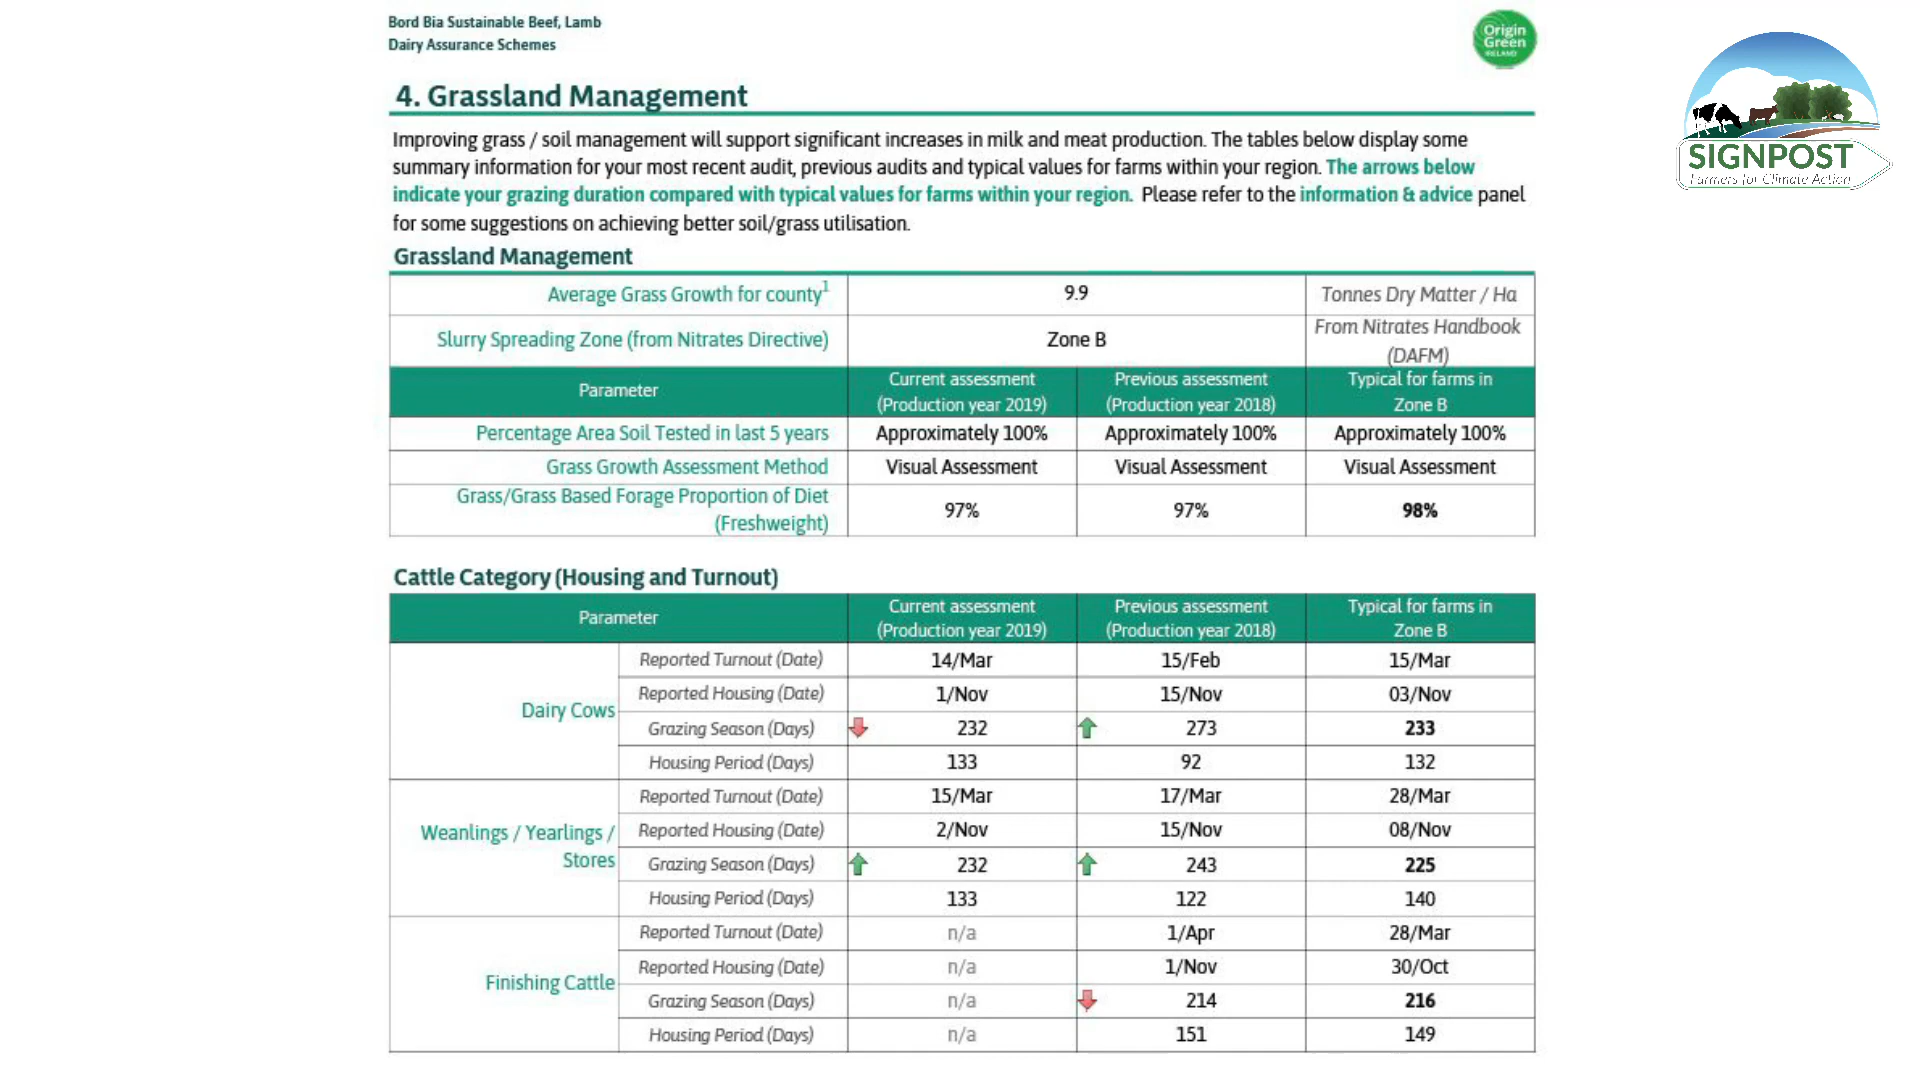 Bord Bia Sustainable Beef, Lamb
Dairy Assurance Schemes
Origin
Green
IRELAND
SIGNPOST
Farmers for Climate Action
4. Grassland Management
Improving grass / soil management will support significant increases in milk and meat production. The tables below display some
summary information for your most recent audit, previous audits and typical values for farms within your region. The arrows below
indicate your grazing duration compared with typical values for farms within your region. Please refer to the information & advice panel
for some suggestions on achieving better soil/grass utilisation.
Grassland Management
Average Grass Growth for county1 9.9 Tonnes Dry Matter / Ha
Slurry Spreading Zone (from Nitrates Directive) Zone B From Nitrates Handbook
(DAFM)
Parameter Current assessment Previous assessment Typical for farms in
(Production year 2019) (Production year 2018) Zone B
Percentage Area Soil Tested in last 5 years Approximately 100% Approximately 100% Approximately 100%
Grass Growth Assessment Method Visual Assessment Visual Assessment Visual Assessment
Grass/Grass Based Forage Proportion of Diet
(Freshweight) 97% 97% 98%
Cattle Category (Housing and Turnout)
Parameter Current assessment Previous assessment Typical for farms in
(Production year 2019) (Production year 2018) Zone B
Dairy Cows
Reported Turnout (Date) 14/Mar 15/Feb 15/Mar
Reported Housing (Date) 1/Nov 15/Nov 03/Nov
Grazing Season (Days) 232 273 233
Housing Period (Days) 133 92 132
Weanlings / Yearlings /
Stores
Reported Turnout (Date) 15/Mar 17/Mar 28/Mar
Reported Housing (Date) 2/Nov 15/Nov 08/Nov
Grazing Season (Days) 232 243 225
Housing Period (Days) 133 122 140
Finishing Cattle
Reported Turnout (Date) n/a 1/Apr 28/Mar
Reported Housing (Date) n/a 1/Nov 30/Oct
Grazing Season (Days) n/a 214 216
Housing Period (Days) n/a 151 149